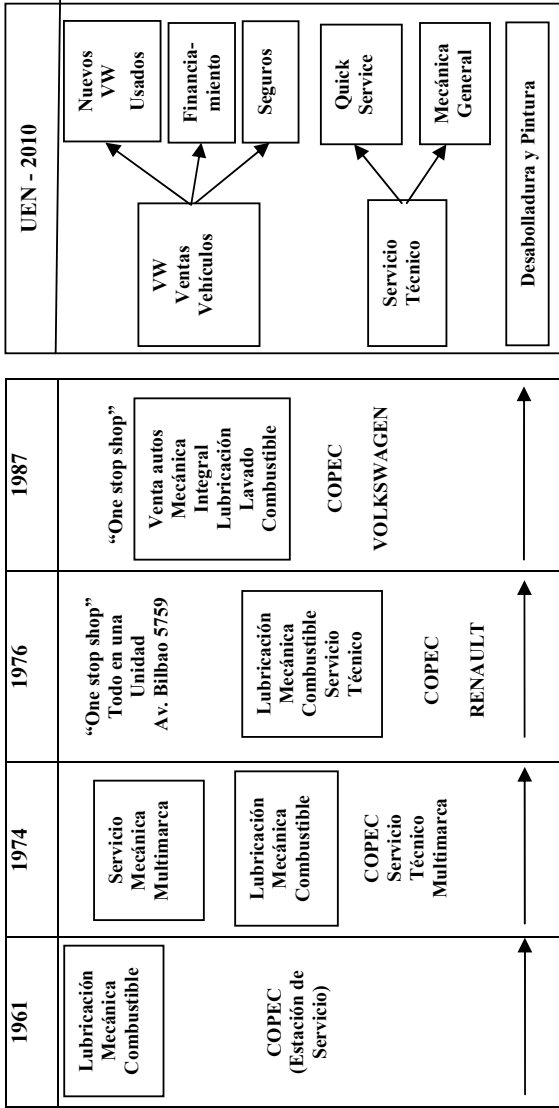 1961
Lubricación
Mecánica
Combustible
COPEC
(Estación de
Servicio)
1974
Servicio
Mecánica
Multimarca
Lubricación
Mecánica
Combustible
COPEC
Servicio
Técnico
Multimarca
1976
“One stop shop”
Todo en una
Unidad
Av. Bilbao 5759
Lubricación
Mecánica
Combustible
Servicio
Técnico
COPEC
RENAULT
1987
“One stop shop”
Venta autos
Mecánica
Integral
Lubricación
Lavado
Combustible
COPEC
VOLKSWAGEN
UEN - 2010
VW
Ventas
Vehículos
Nuevos
VW
Usados
Financia-
miento
Seguros
Servicio
Técnico
Quick
Service
Mecánica
General
Desabolladura y Pintura